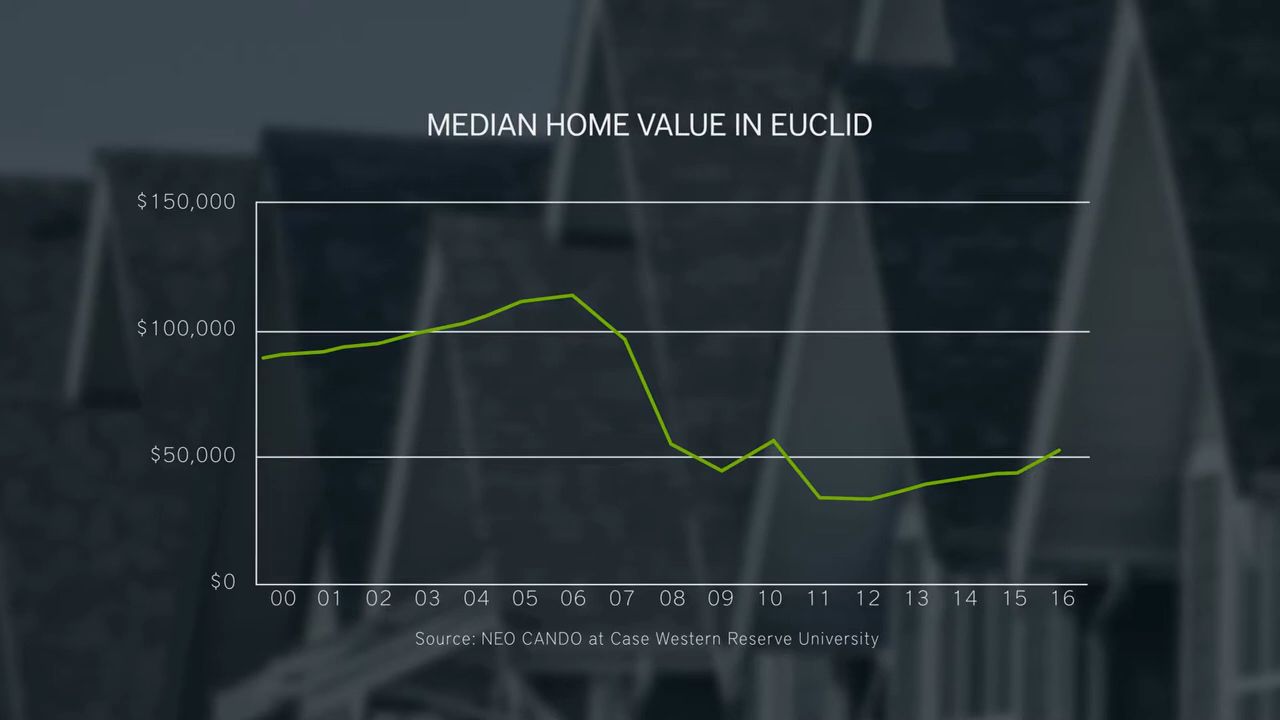 MEDIAN HOME VALUE IN EUCLID
$150,000
$100,000
$50,000
$0
00 01 02 03 04 05 06 07 08 09 10 11 12 13 14 15 16
Source: NEO CANDO at Case Western Reserve University